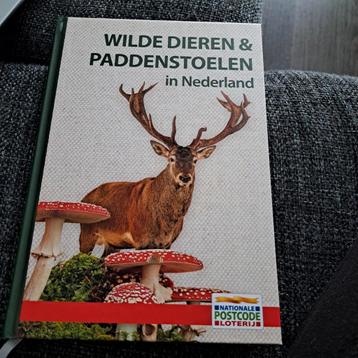 WILDE DIEREN &
PADDENSTOELEN
in Nederland
NATIONALE
POSTCODE
LOTERIJ